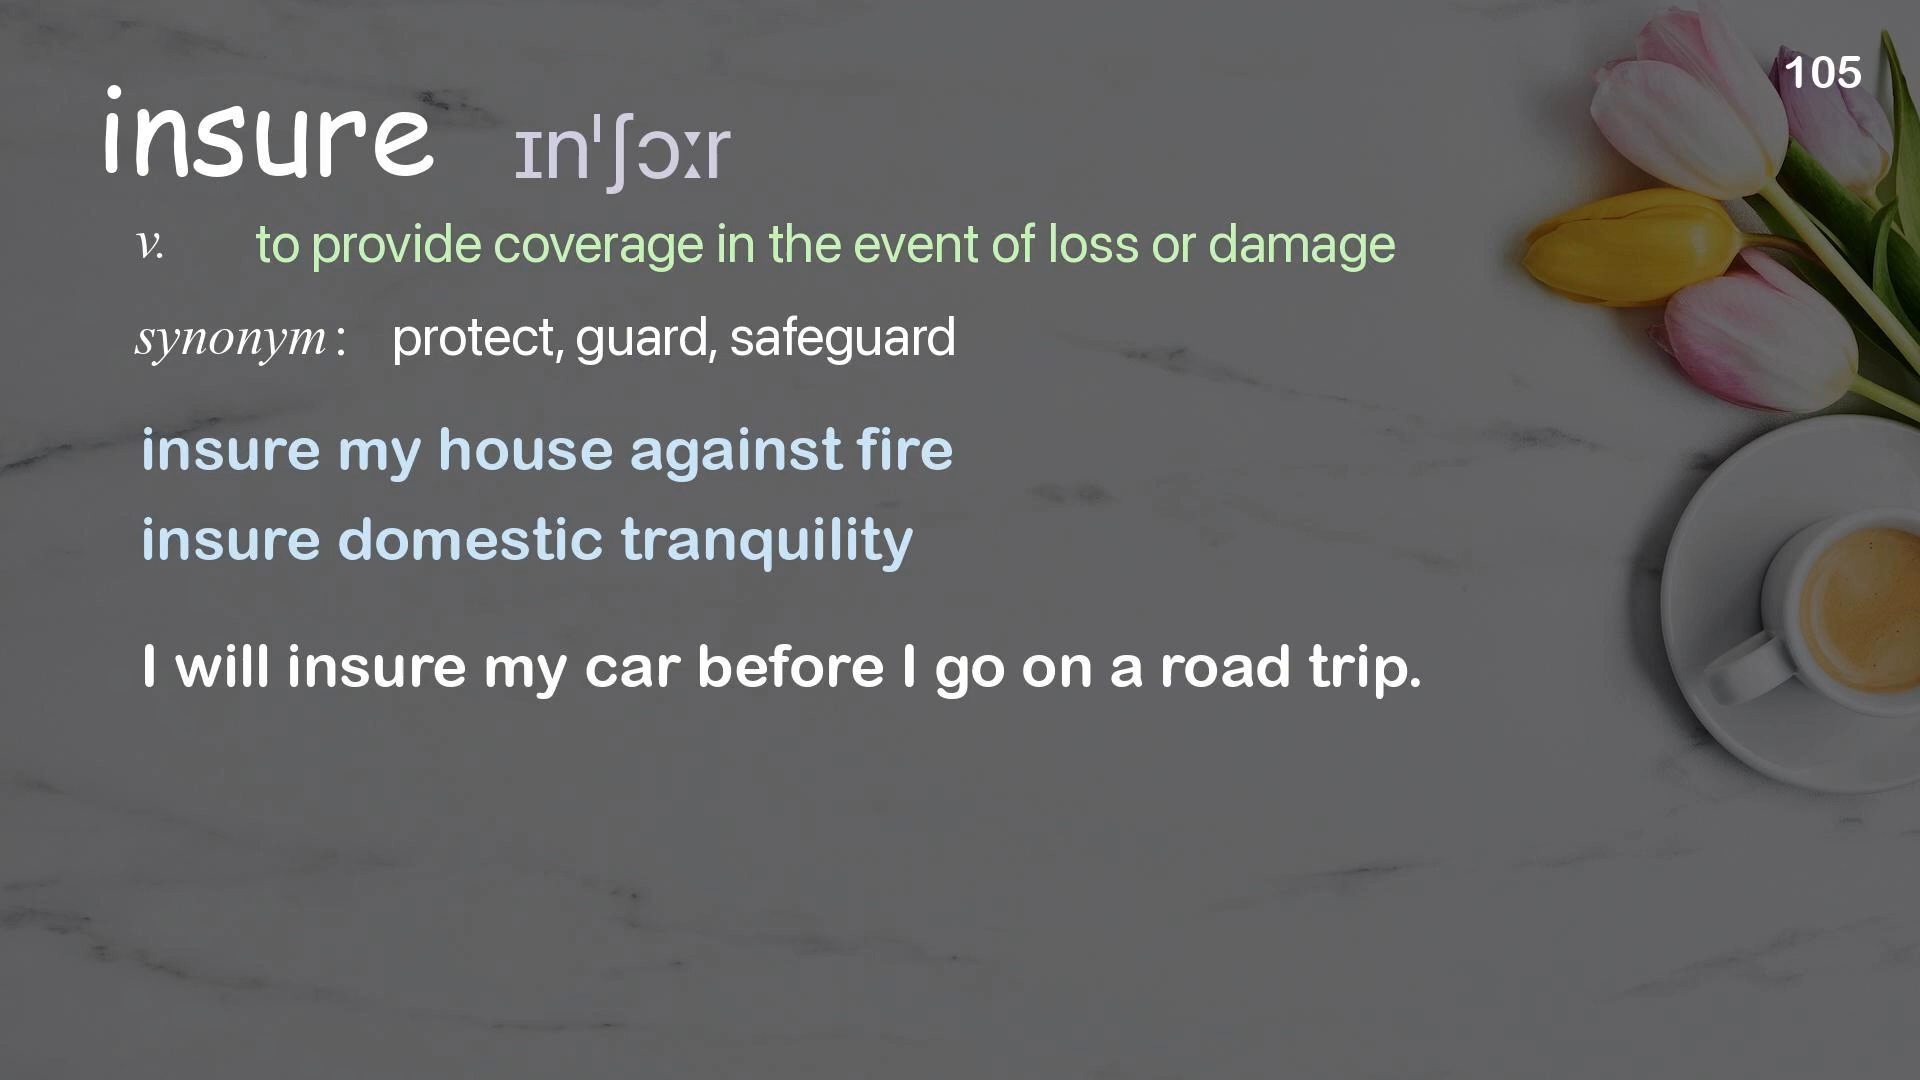 105
insure ɪnˈʃɔːr
v. to provide coverage in the event of loss or damage
synonym : protect, guard, safeguard
insure my house against fire
insure domestic tranquility
I will insure my car before I go on a road trip.